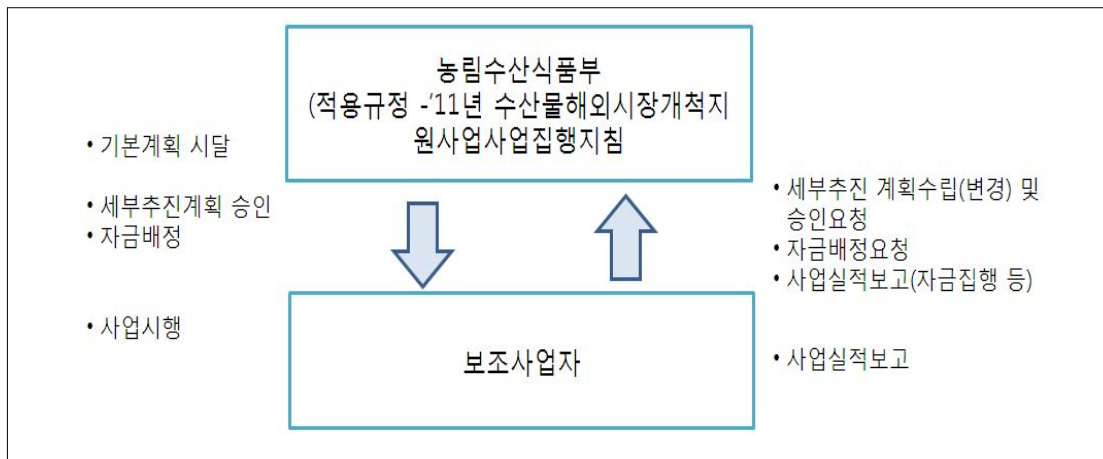 농림수산식품부
(적용규정 -'11년 수산물해외시장개척지
원사업사업집행지침
• 기본계획 시달
• 세부추진계획 승인
• 자금배정
• 사업시행
• 세부추진 계획수립(변경) 및
승인요청
• 자금배정요청
• 사업실적보고(자금집행 등)
보조사업자
• 사업실적보고